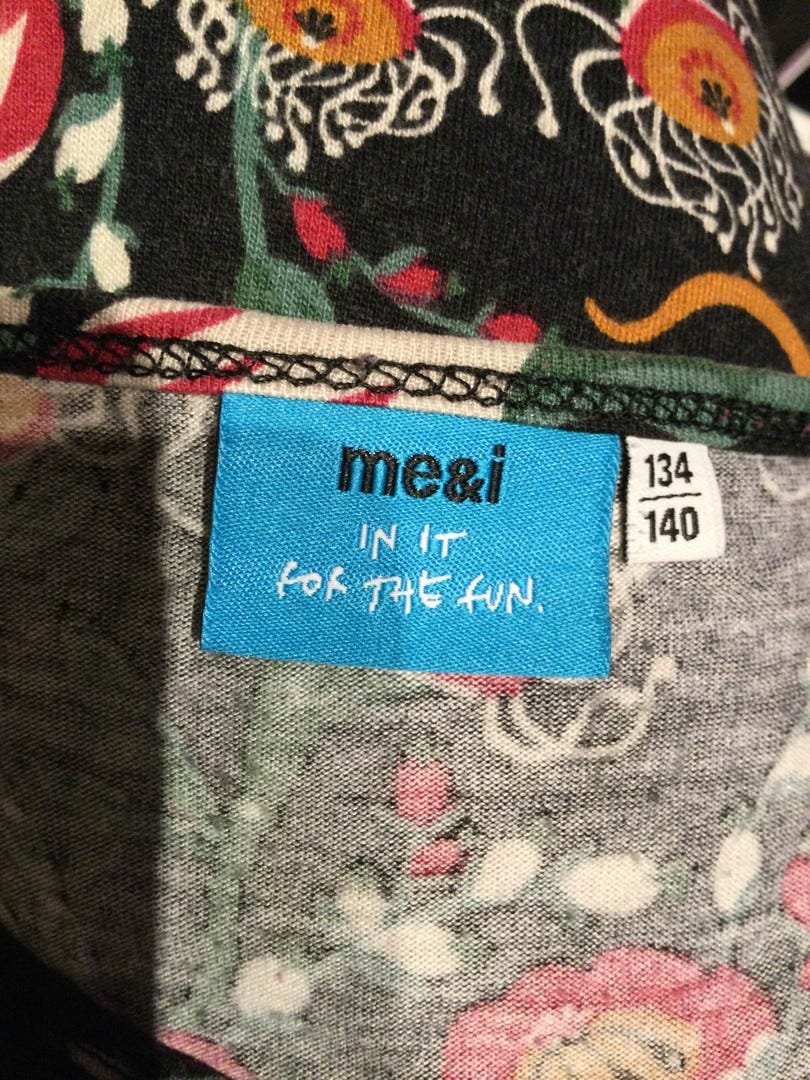 me&i
IN IT
FOR THE FUN.
134
140